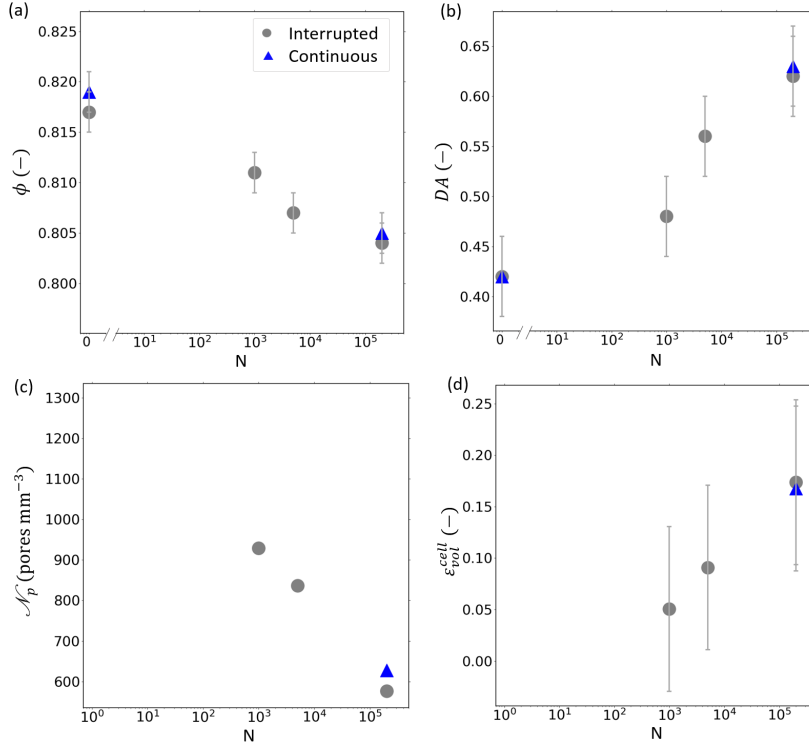 (a)
0.825
0.820
0.815
0.810
0.805
0.800
ϕ (−)
Interrupted
Continuous
0 10¹ 10² 10³ 10⁴ 10⁵
N
(b)
0.65
0.60
0.55
0.50
0.45
0.40
DA (−)
0 10¹ 10² 10³ 10⁴ 10⁵
N
(c)
1300
1200
1100
1000
900
800
700
600
𝒩ₚ (pores mm⁻³)
10⁰ 10¹ 10² 10³ 10⁴ 10⁵
N
(d)
0.25
0.20
0.15
0.10
0.05
0.00
ε^{cell}_{vol} (−)
10⁰ 10¹ 10² 10³ 10⁴ 10⁵
N